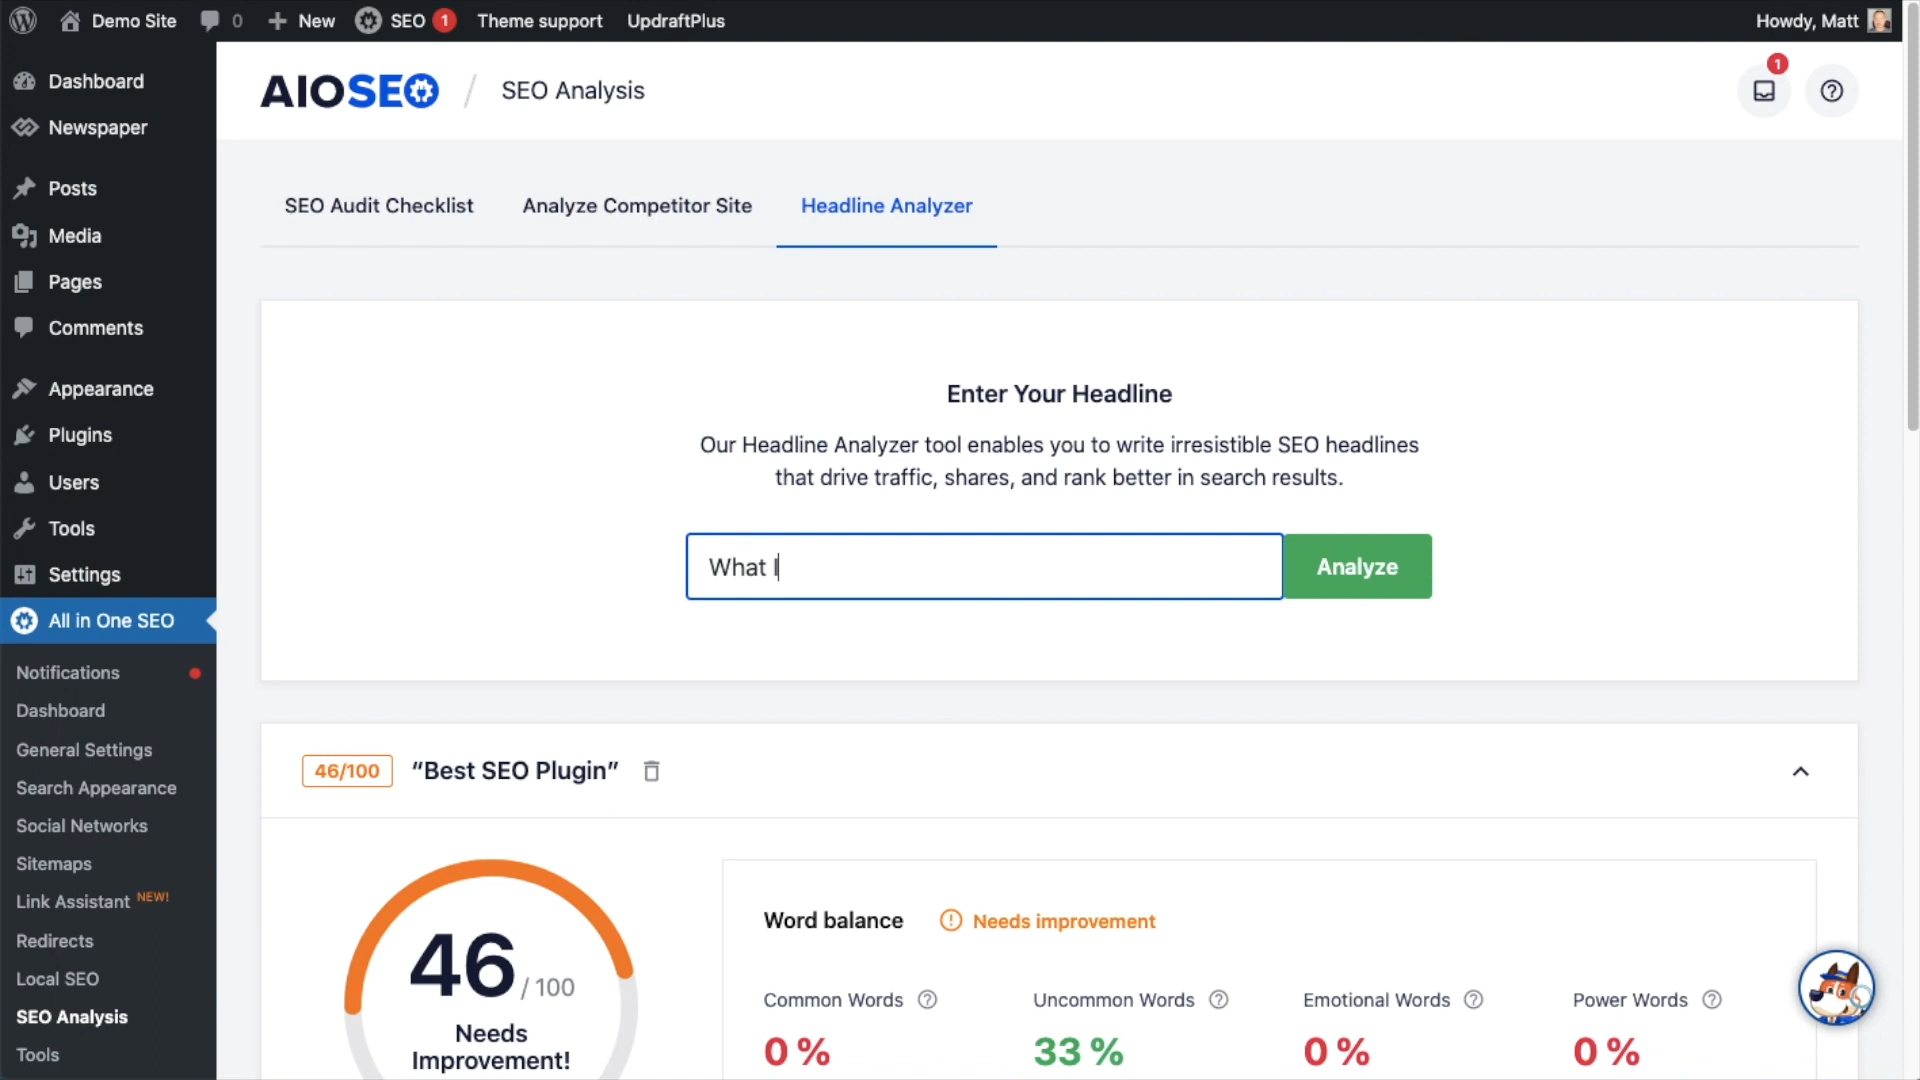 Demo Site
0
New
SEO 1
Theme support
UpdraftPlus
Howdy, Matt
Dashboard
Newspaper
Posts
Media
Pages
Comments
Appearance
Plugins
Users
Tools
Settings
All in One SEO
Notifications
Dashboard
General Settings
Search Appearance
Social Networks
Sitemaps
Link Assistant NEW!
Redirects
Local SEO
SEO Analysis
Tools
AIOSEO / SEO Analysis
1
SEO Audit Checklist
Analyze Competitor Site
Headline Analyzer
Enter Your Headline
Our Headline Analyzer tool enables you to write irresistible SEO headlines
that drive traffic, shares, and rank better in search results.
What I
Analyze
46/100 “Best SEO Plugin”
46 / 100
Needs
Improvement!
Word balance
Needs improvement
Common Words
0 %
Uncommon Words
33 %
Emotional Words
0 %
Power Words
0 %